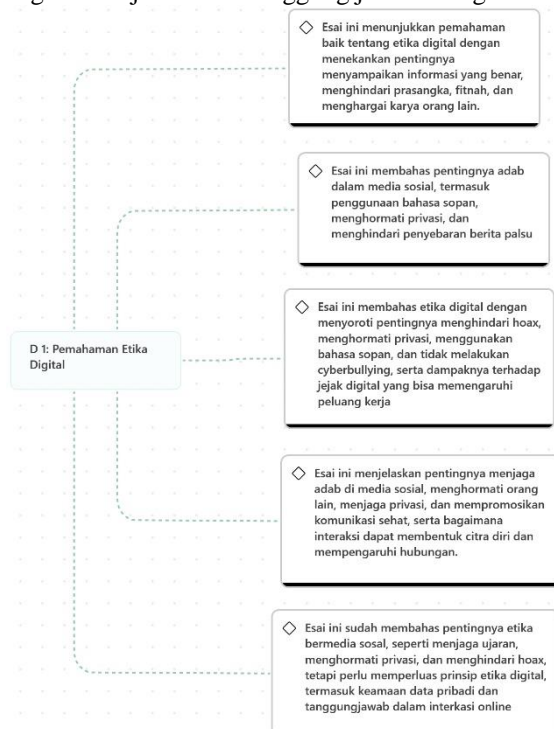 Esai ini menunjukkan pemahaman
baik tentang etika digital dengan
menekankan pentingnya
menyampaikan informasi yang benar,
menghindari prasangka, fitnah, dan
menghargai karya orang lain.
Esai ini membahas pentingnya adab
dalam media sosial, termasuk
penggunaan bahasa sopan,
menghormati privasi, dan
menghindari penyebaran berita palsu
D 1: Pemahaman Etika
Digital
Esai ini membahas etika digital dengan
menyoroti pentingnya menghindari hoax,
menghormati privasi, menggunakan
bahasa sopan, dan tidak melakukan
cyberbullying, serta dampaknya terhadap
jejak digital yang bisa memengaruhi
peluang kerja
Esai ini menjelaskan pentingnya menjaga
adab di media sosial, menghormati orang
lain, menjaga privasi, dan mempromosikan
komunikasi sehat, serta bagaimana
interaksi dapat membentuk citra diri dan
mempengaruhi hubungan.
Esai ini sudah membahas pentingnya etika
bermedia sosal, seperti menjaga ujaran,
menghormati privasi, dan menghindari hoax,
tetapi perlu memperluas prinsip etika digital,
termasuk keamaan data pribadi dan
tanggungjawab dalam interkasi online